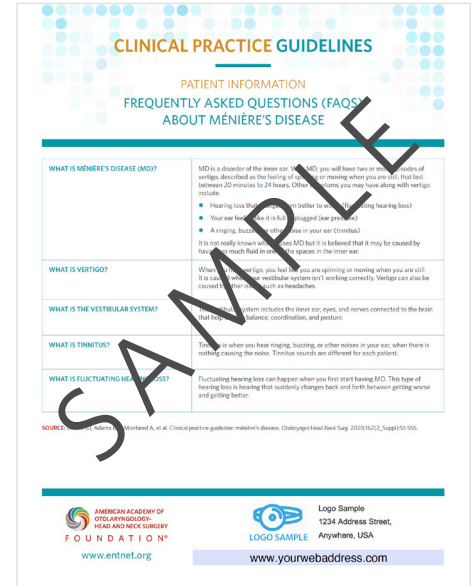 CLINICAL PRACTICE GUIDELINES
PATIENT INFORMATION
FREQUENTLY ASKED QUESTIONS (FAQS)
ABOUT MÉNIÈRE'S DISEASE
WHAT IS MÉNIÈRE'S DISEASE (MD)?
MD is a disorder of the inner ear. With MD, you will have two or more episodes of
vertigo, described as the feeling of spinning or moving when you are still, that last
between 20 minutes to 24 hours. Other symptoms you may have along with vertigo
include:
Hearing loss that from better to (fluctuating hearing loss)
Your ear feels like it is full plugged (ear pressure)
A ringing, buzzing other noise in your ear (tinnitus)
It is not really known what causes MD but it is believed that it may be caused by
having too much fluid in one the spaces in the inner ear.
WHAT IS VERTIGO?
When you have vertigo, you feel like you are spinning or moving when you are still.
It is caused when your vestibular system isn't working correctly. Vertigo can also be
caused by other issues such as headaches.
WHAT IS THE VESTIBULAR SYSTEM?
The vestibular system includes the inner ear, eyes, and nerves connected to the brain
that help balance, coordination, and posture.
WHAT IS TINNITUS?
Tinnitus is when you hear ringing, buzzing, or other noises in your ear, when there is
nothing causing the noise. Tinnitus sounds are different for each patient.
WHAT IS FLUCTUATING HEARING LOSS?
Fluctuating hearing loss can happen when you first start having MD. This type of
hearing loss is hearing that suddenly changes back and forth between getting worse
and getting better.
SOURCE: Adams Monfared A, et al. Clinical practice guideline: ménière's disease. Otolaryngol Head Neck Surg. 2020;162(2_Suppl):S1-S55.
SAMPLE
AMERICAN ACADEMY OF
OTOLARYNGOLOGY–
HEAD AND NECK SURGERY
FOUNDATION®
www.entnet.org
LOGO SAMPLE
Logo Sample
1234 Address Street,
Anywhere, USA
www.yourwebaddress.com